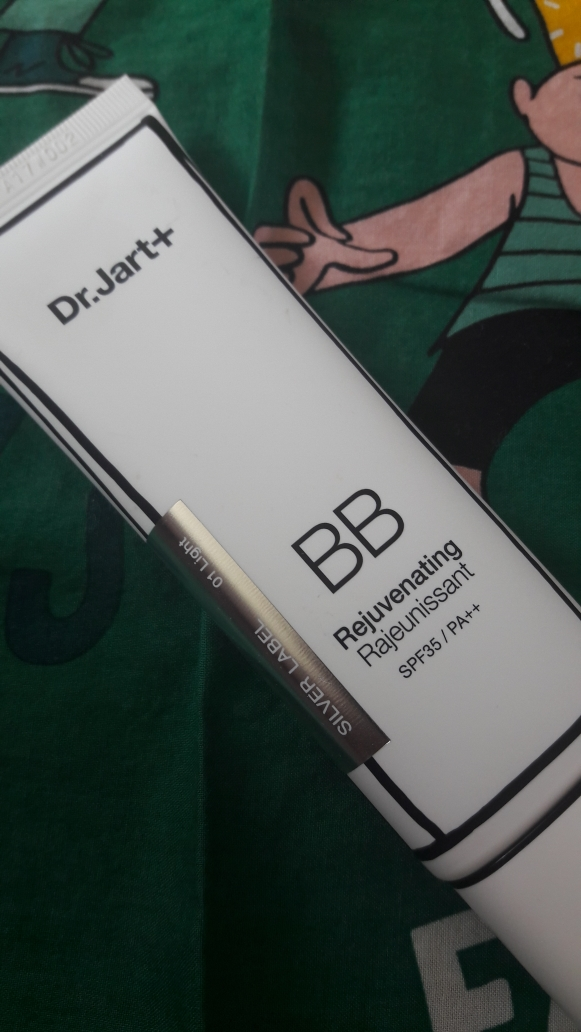 Dr.Jart+
BB
Rejuvenating
Rajeunissant
SPF35 / PA++
01 Light
SILVER LABEL